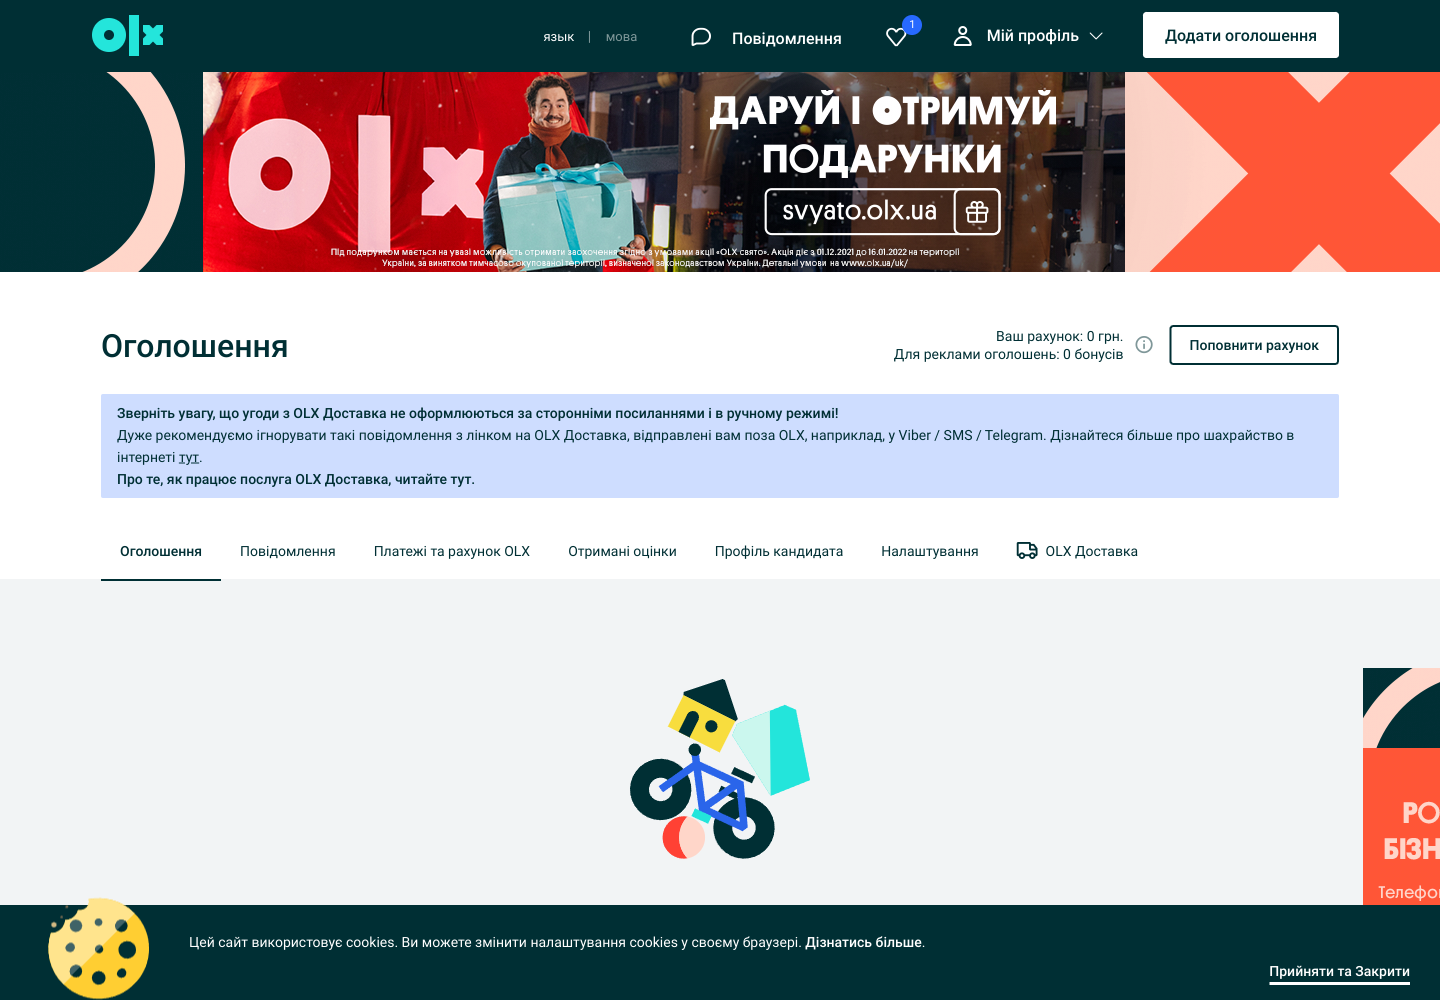 olx
язык | мова
Повідомлення
1
Мій профіль
Додати оголошення
olx
ДАРУЙ І ОТРИМУЙ
ПОДАРУНКИ
svyato.olx.ua
Під подарунком мається на увазі можливість отримати заохочення згідно з умовами акції «OLX свято». Акція діє з 01.12.2021 до 16.01.2022 на території
України, за винятком тимчасово окупованої території, визначеної законодавством України. Детальні умови на www.olx.ua/uk/
Оголошення
Ваш рахунок: 0 грн.
Для реклами оголошень: 0 бонусів
Поповнити рахунок
Зверніть увагу, що угоди з OLX Доставка не оформлюються за сторонніми посиланнями і в ручному режимі!
Дуже рекомендуємо ігнорувати такі повідомлення з лінком на OLX Доставка, відправлені вам поза OLX, наприклад, у Viber / SMS / Telegram. Дізнайтеся більше про шахрайство в
інтернеті тут.
Про те, як працює послуга OLX Доставка, читайте тут.
Оголошення Повідомлення Платежі та рахунок OLX Отримані оцінки Профіль кандидата Налаштування OLX Доставка
РО
БІЗН
Телефо
Цей сайт використовує cookies. Ви можете змінити налаштування cookies у своєму браузері. Дізнатись більше.
Прийняти та Закрити